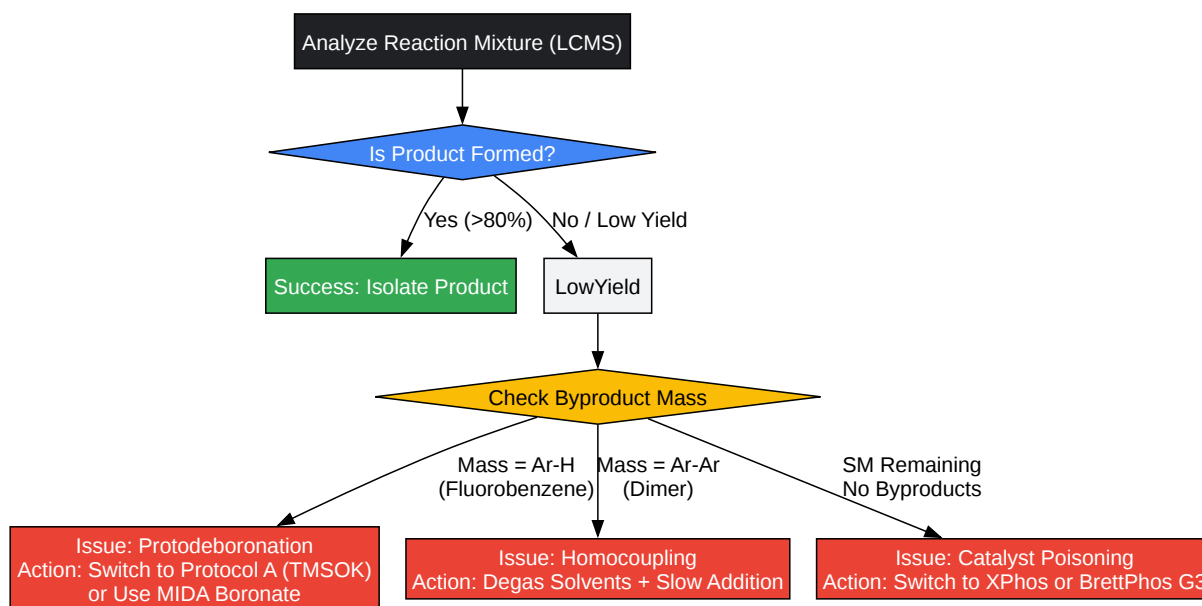 Analyze Reaction Mixture (LCMS)
Is Product Formed?
Yes (>80%)
No / Low Yield
Success: Isolate Product
LowYield
Check Byproduct Mass
Mass = Ar-H
(Fluorobenzene)
Mass = Ar-Ar
(Dimer)
SM Remaining
No Byproducts
Issue: Protodeboronation
Action: Switch to Protocol A (TMSOK)
or Use MIDA Boronate
Issue: Homocoupling
Action: Degas Solvents + Slow Addition
Issue: Catalyst Poisoning
Action: Switch to XPhos or BrettPhos G3